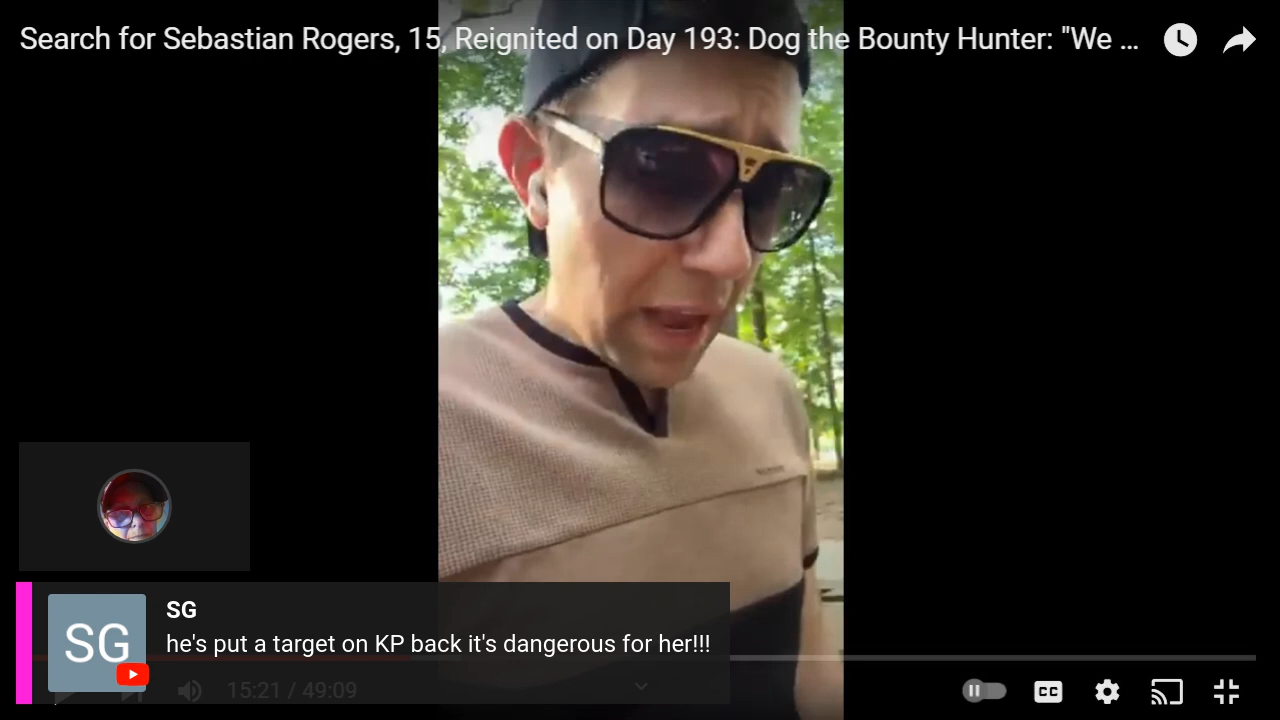 Search for Sebastian Rogers, 15, Reignited on Day 193: Dog the Bounty Hunter: "We ...
SG
SG
he's put a target on KP back it's dangerous for her!!!
15:21 / 49:09
CC